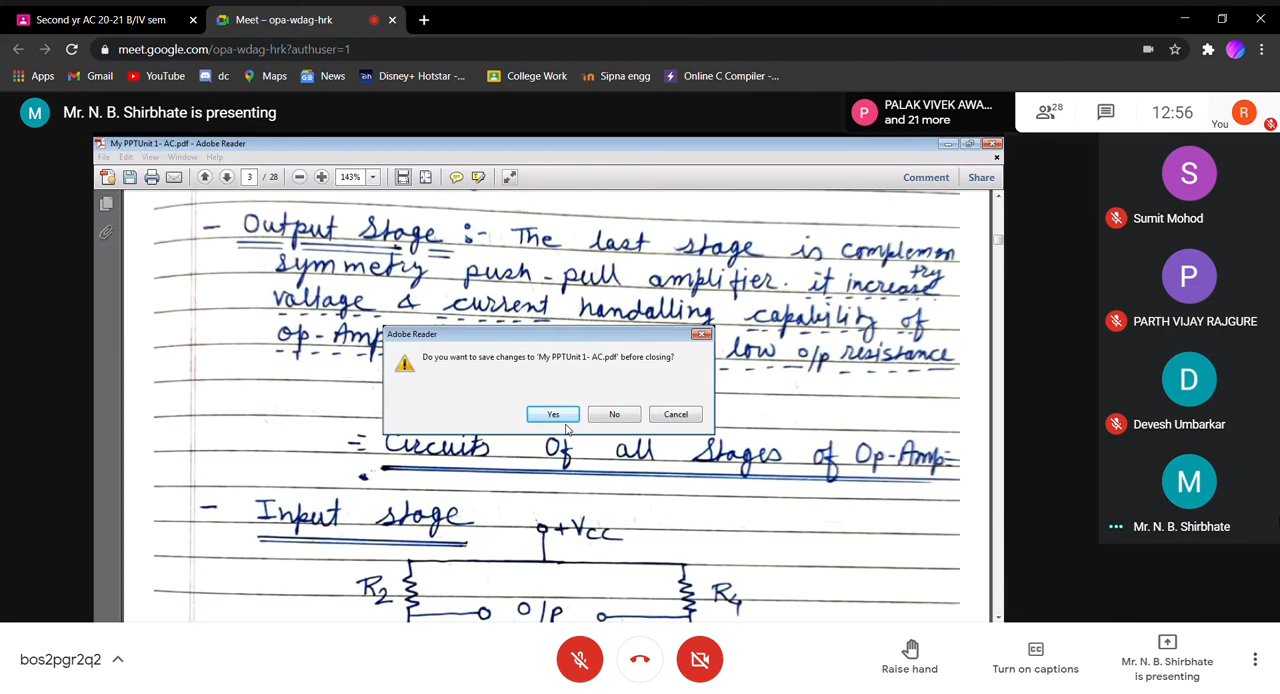 Second yr AC 20-21 B/IV sem
Meet – opa-wdag-hrk
meet.google.com/opa-wdag-hrk?authuser=1
Apps Gmail YouTube dc Maps News Disney+ Hotstar -... College Work Sipna engg Online C Compiler -...
M Mr. N. B. Shirbhate is presenting
P PALAK VIVEK AWA...
and 21 more
28
12:56
You R
My PPTUnit 1- AC.pdf - Adobe Reader
File Edit View Window Help
3 / 28 143% Comment Share
- Output Stage :- The last stage is complemen
try
symmetry push-pull amplifier. it increase
voltage & current handalling capability of
Op-Amp low o/p resistance
Adobe Reader
Do you want to save changes to 'My PPTUnit 1- AC.pdf' before closing?
Yes No Cancel
= Circuits Of all Stages of Op-Amp=
- Input stage
+VCC
R2 O/P R4
S
Sumit Mohod
P
PARTH VIJAY RAJGURE
D
Devesh Umbarkar
M
Mr. N. B. Shirbhate
bos2pgr2q2
Raise hand
CC
Turn on captions
Mr. N. B. Shirbhate
is presenting